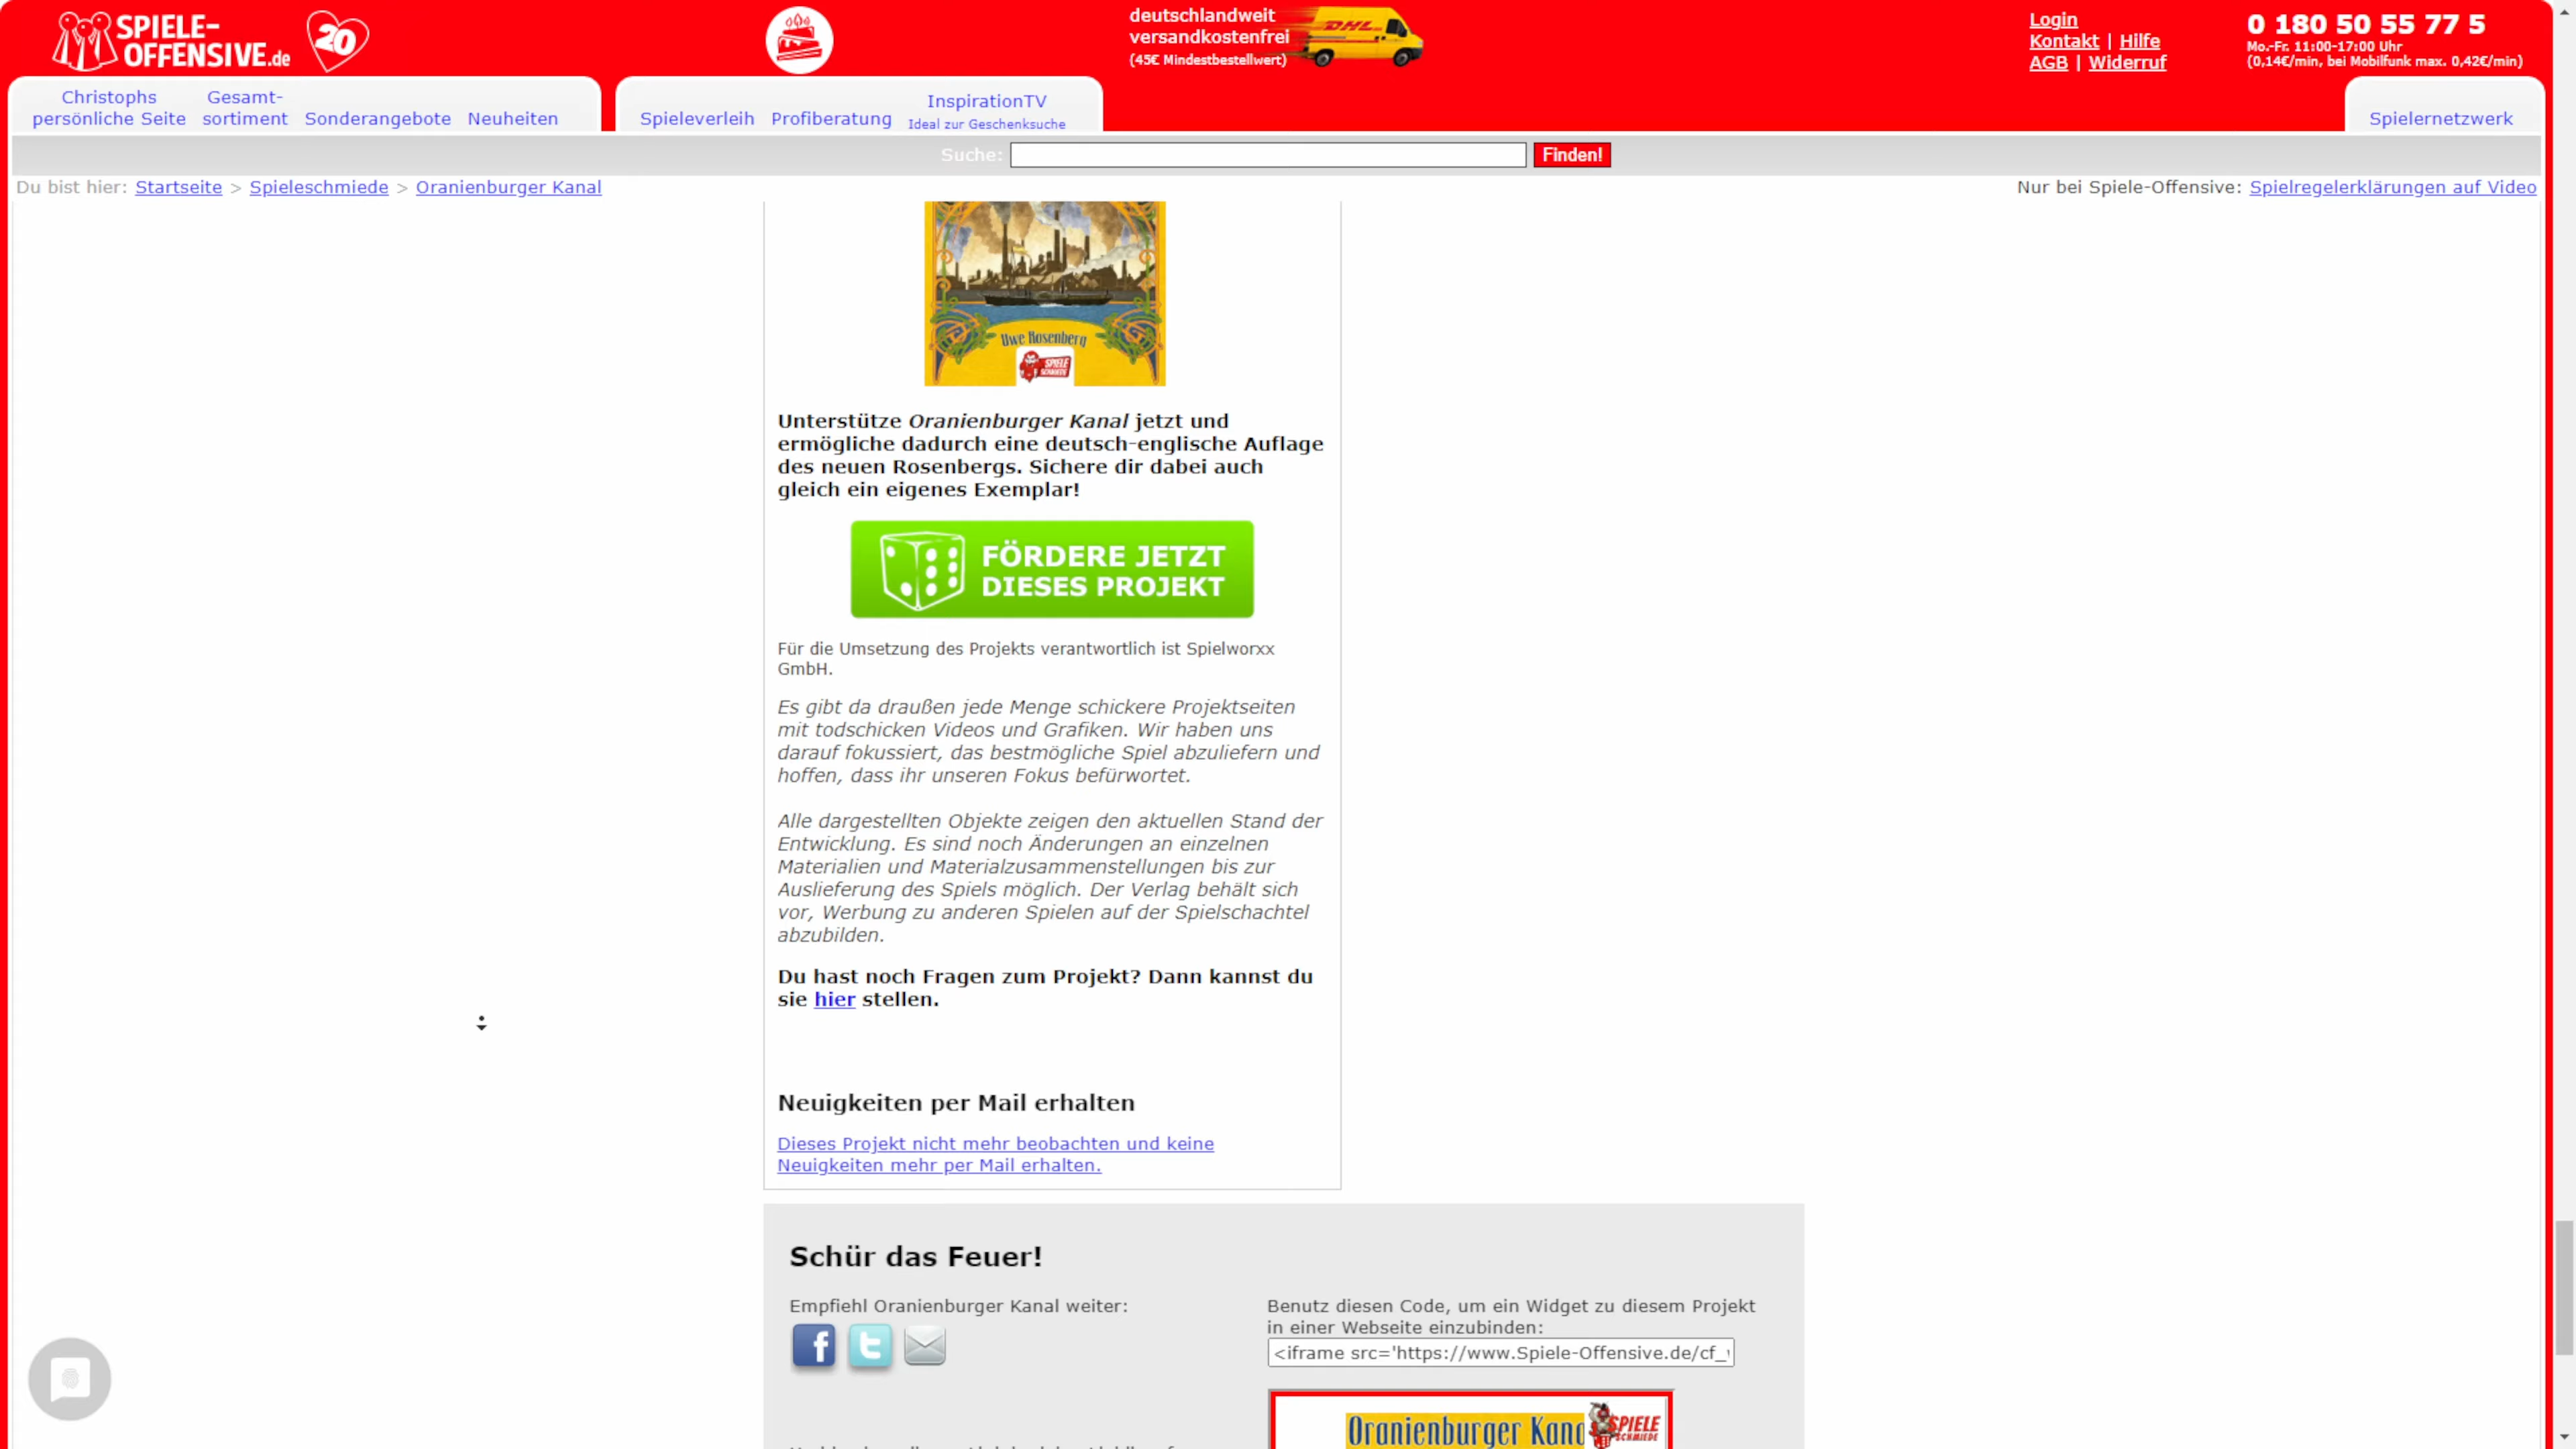 SPIELE-
OFFENSIVE.de
20
deutschlandweit
versandkostenfrei
(45€ Mindestbestellwert)
DHL
Login
Kontakt | Hilfe
AGB | Widerruf
0 180 50 55 77 5
Mo.-Fr. 11:00-17:00 Uhr
(0,14€/min, bei Mobilfunk max. 0,42€/min)
Christophs
persönliche Seite
Gesamt-
sortiment
Sonderangebote
Neuheiten
Spieleverleih
Profiberatung
InspirationTV
Ideal zur Geschenksuche
Spielernetzwerk
Suche:
Finden!
Du bist hier: Startseite > Spieleschmiede > Oranienburger Kanal
Nur bei Spiele-Offensive: Spielregelerklärungen auf Video
Uwe Rosenberg
SPIELE
SCHMIEDE
Unterstütze Oranienburger Kanal jetzt und
ermögliche dadurch eine deutsch-englische Auflage
des neuen Rosenbergs. Sichere dir dabei auch
gleich ein eigenes Exemplar!
FÖRDERE JETZT
DIESES PROJEKT
Für die Umsetzung des Projekts verantwortlich ist Spielworxx
GmbH.
Es gibt da draußen jede Menge schickere Projektseiten
mit todschicken Videos und Grafiken. Wir haben uns
darauf fokussiert, das bestmögliche Spiel abzuliefern und
hoffen, dass ihr unseren Fokus befürwortet.
Alle dargestellten Objekte zeigen den aktuellen Stand der
Entwicklung. Es sind noch Änderungen an einzelnen
Materialien und Materialzusammenstellungen bis zur
Auslieferung des Spiels möglich. Der Verlag behält sich
vor, Werbung zu anderen Spielen auf der Spielschachtel
abzubilden.
Du hast noch Fragen zum Projekt? Dann kannst du
sie hier stellen.
Neuigkeiten per Mail erhalten
Dieses Projekt nicht mehr beobachten und keine
Neuigkeiten mehr per Mail erhalten.
Schür das Feuer!
Empfiehl Oranienburger Kanal weiter:
Benutz diesen Code, um ein Widget zu diesem Projekt
in einer Webseite einzubinden:
<iframe src='https://www.Spiele-Offensive.de/cf_
Oranienburger Kana
SPIELE
SCHMIEDE